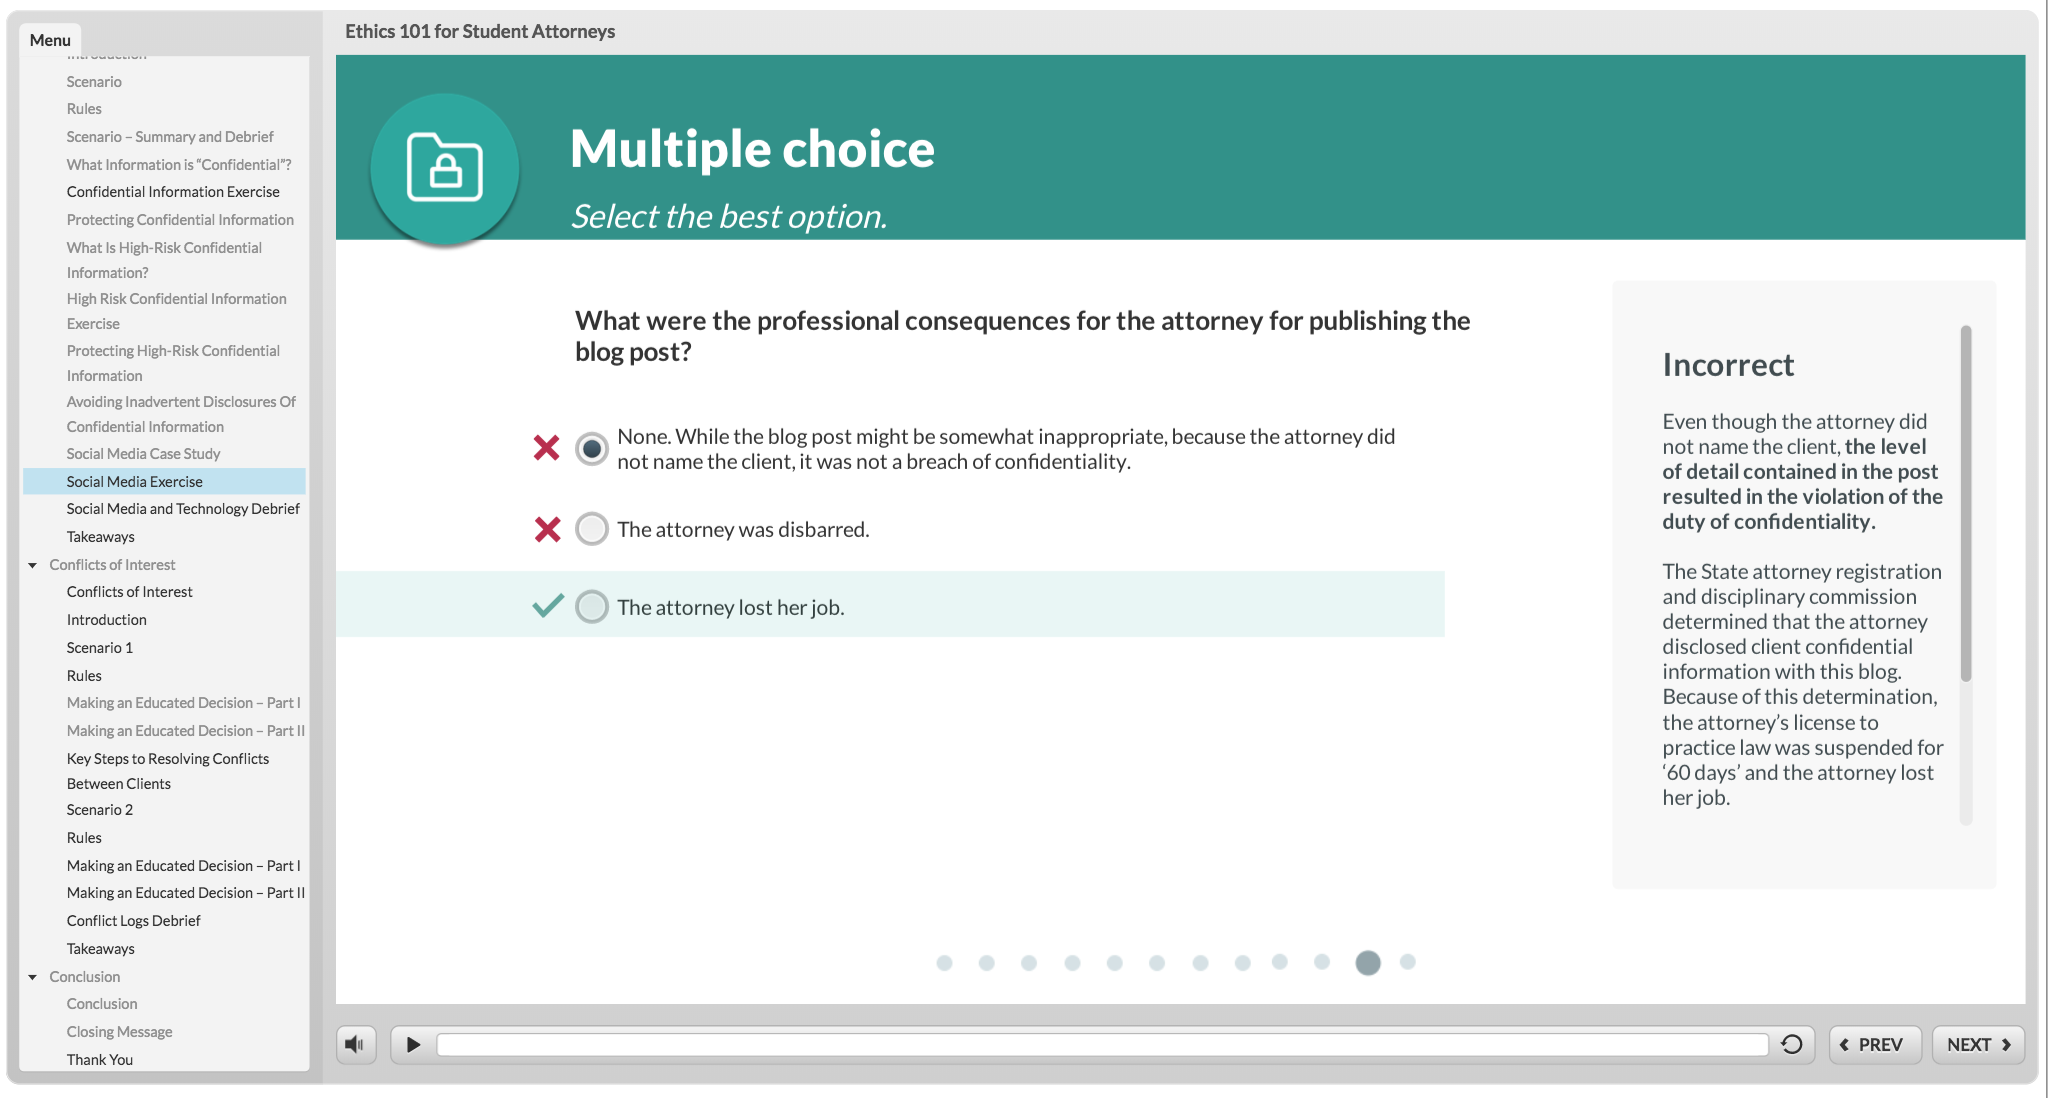 Ethics 101 for Student Attorneys
Menu
Introduction
Scenario
Rules
Scenario – Summary and Debrief
What Information is “Confidential”?
Confidential Information Exercise
Protecting Confidential Information
What Is High-Risk Confidential
Information?
High Risk Confidential Information
Exercise
Protecting High-Risk Confidential
Information
Avoiding Inadvertent Disclosures Of
Confidential Information
Social Media Case Study
Social Media Exercise
Social Media and Technology Debrief
Takeaways
Conflicts of Interest
Conflicts of Interest
Introduction
Scenario 1
Rules
Making an Educated Decision – Part I
Making an Educated Decision – Part II
Key Steps to Resolving Conflicts
Between Clients
Scenario 2
Rules
Making an Educated Decision – Part I
Making an Educated Decision – Part II
Conflict Logs Debrief
Takeaways
Conclusion
Conclusion
Closing Message
Thank You
Multiple choice
Select the best option.
What were the professional consequences for the attorney for publishing the
blog post?
None. While the blog post might be somewhat inappropriate, because the attorney did
not name the client, it was not a breach of confidentiality.
The attorney was disbarred.
The attorney lost her job.
Incorrect
Even though the attorney did
not name the client, the level
of detail contained in the post
resulted in the violation of the
duty of confidentiality.
The State attorney registration
and disciplinary commission
determined that the attorney
disclosed client confidential
information with this blog.
Because of this determination,
the attorney’s license to
practice law was suspended for
‘60 days’ and the attorney lost
her job.
PREV
NEXT